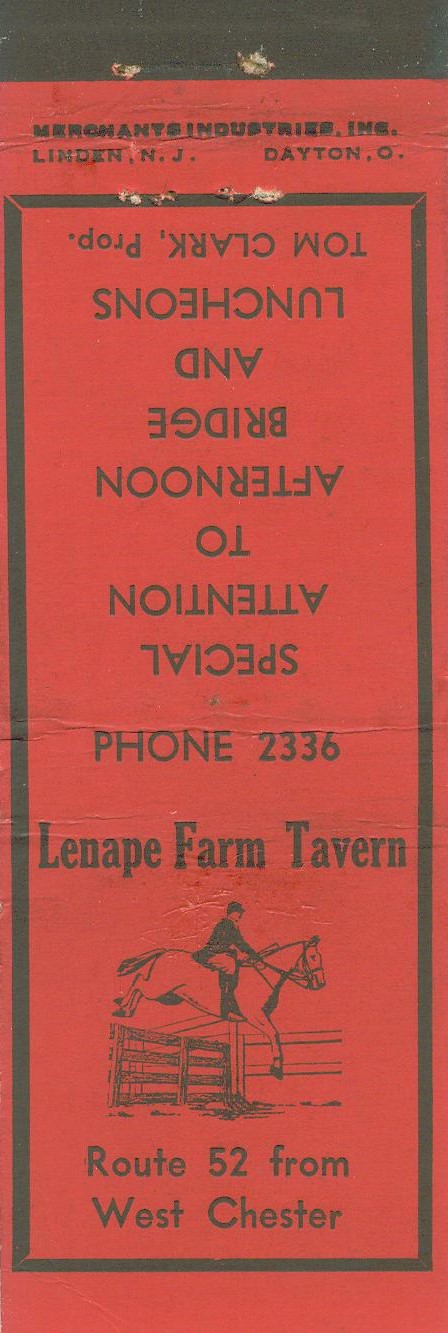 MERCHANTS INDUSTRIES, INC.
LINDEN, N. J. DAYTON, O.
SPECIAL
ATTENTION
TO
AFTERNOON
BRIDGE
AND
LUNCHEONS
TOM CLARK, Prop.
PHONE 2336
Lenape Farm Tavern
Route 52 from
West Chester